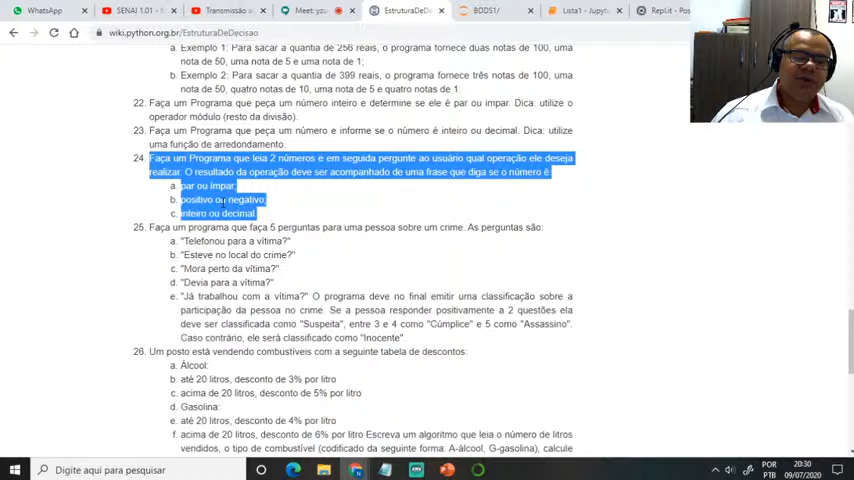 WhatsApp
SENAI 1.01 - S
Transmissão
Meet: yzu
EstruturaDeDeci
BDDS1/
Lista1 - Jupyte
Repl.it - Pos
wiki.python.org.br/EstruturaDeDecisao
a. Exemplo 1: Para sacar a quantia de 256 reais, o programa fornece duas notas de 100, uma
nota de 50, uma nota de 5 e uma nota de 1;
b. Exemplo 2: Para sacar a quantia de 399 reais, o programa fornece três notas de 100, uma
nota de 50, quatro notas de 10, uma nota de 5 e quatro notas de 1.
22. Faça um Programa que peça um número inteiro e determine se ele é par ou impar. Dica: utilize o
operador módulo (resto da divisão).
23. Faça um Programa que peça um número e informe se o número é inteiro ou decimal. Dica: utilize
uma função de arredondamento.
24. Faça um Programa que leia 2 números e em seguida pergunte ao usuário qual operação ele deseja
realizar. O resultado da operação deve ser acompanhado de uma frase que diga se o número é:
a. par ou ímpar;
b. positivo ou negativo;
c. inteiro ou decimal.
25. Faça um programa que faça 5 perguntas para uma pessoa sobre um crime. As perguntas são:
a. "Telefonou para a vítima?"
b. "Esteve no local do crime?"
c. "Mora perto da vítima?"
d. "Devia para a vítima?"
e. "Já trabalhou com a vítima?" O programa deve no final emitir uma classificação sobre a
participação da pessoa no crime. Se a pessoa responder positivamente a 2 questões ela
deve ser classificada como "Suspeita", entre 3 e 4 como "Cúmplice" e 5 como "Assassino".
Caso contrário, ele será classificado como "Inocente".
26. Um posto está vendendo combustíveis com a seguinte tabela de descontos:
a. Álcool:
b. até 20 litros, desconto de 3% por litro
c. acima de 20 litros, desconto de 5% por litro
d. Gasolina:
e. até 20 litros, desconto de 4% por litro
f. acima de 20 litros, desconto de 6% por litro Escreva um algoritmo que leia o número de litros
vendidos, o tipo de combustível (codificado da seguinte forma: A-álcool, G-gasolina), calcule
Digite aqui para pesquisar
POR
PTB
20:30
09/07/2020